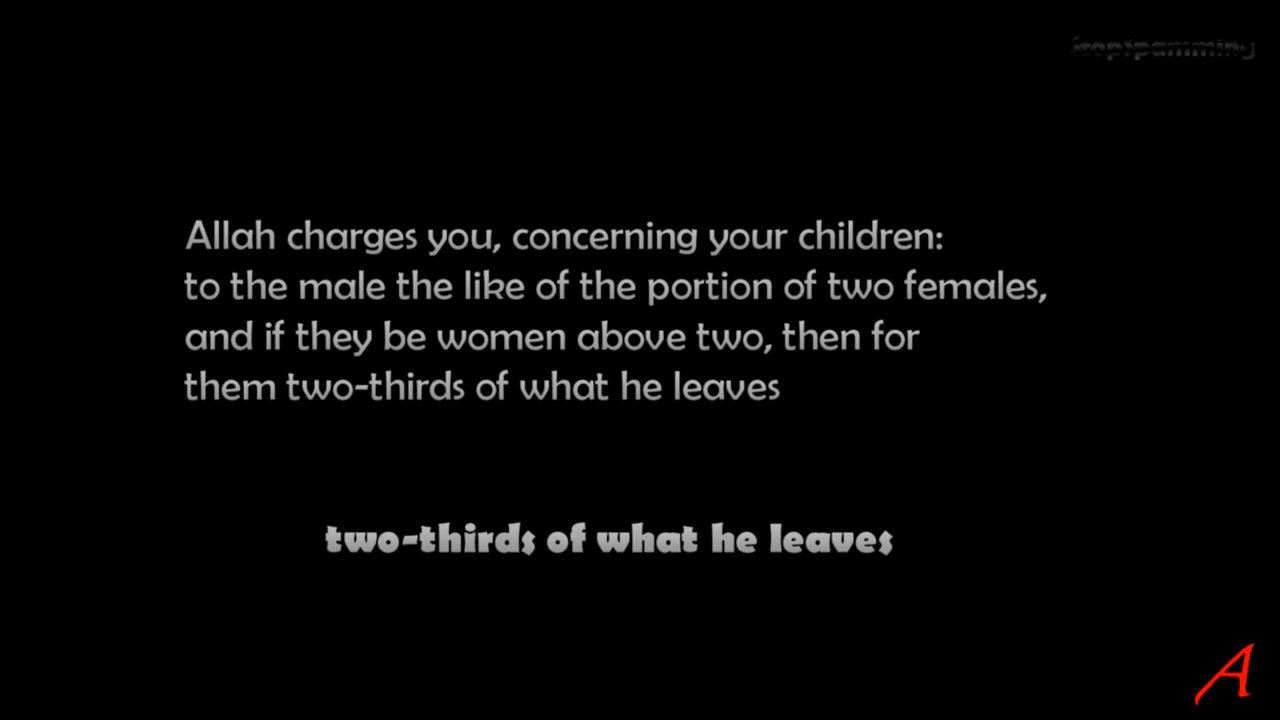 StopSpamming
Allah charges you, concerning your children:
to the male the like of the portion of two females,
and if they be women above two, then for
them two-thirds of what he leaves
two-thirds of what he leaves
A